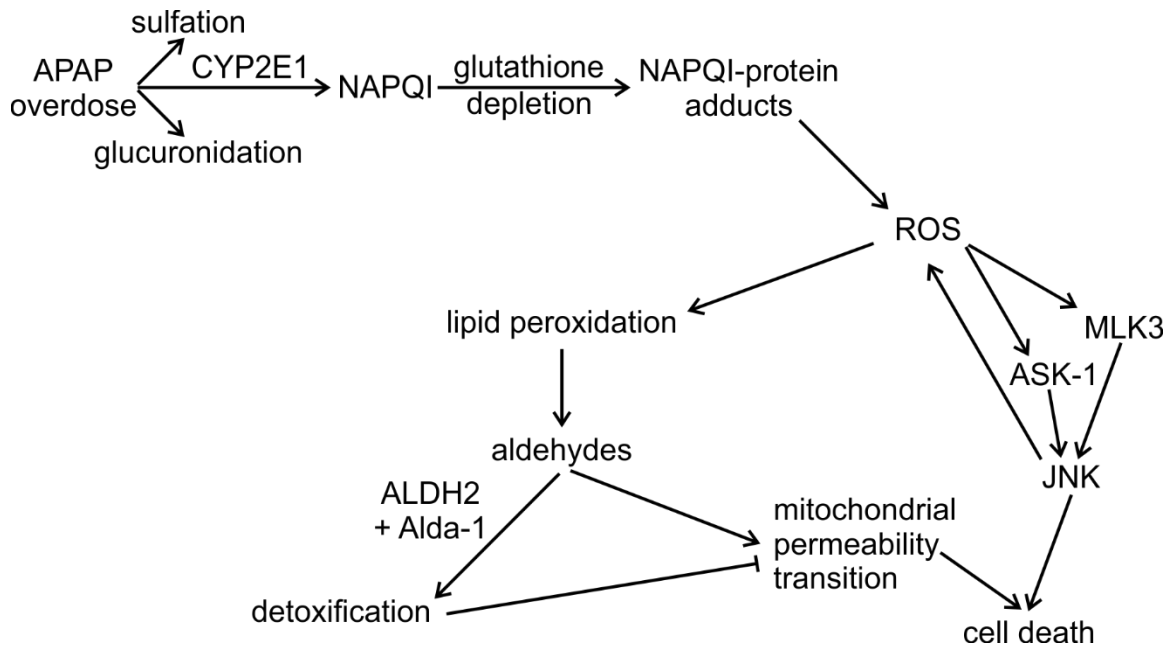 sulfation
APAP
overdose
CYP2E1
NAPQI
glutathione
depletion
NAPQI-protein
adducts
glucuronidation
ROS
lipid peroxidation
MLK3
ASK-1
aldehydes
JNK
ALDH2
+ Alda-1
mitochondrial
permeability
transition
detoxification
cell death